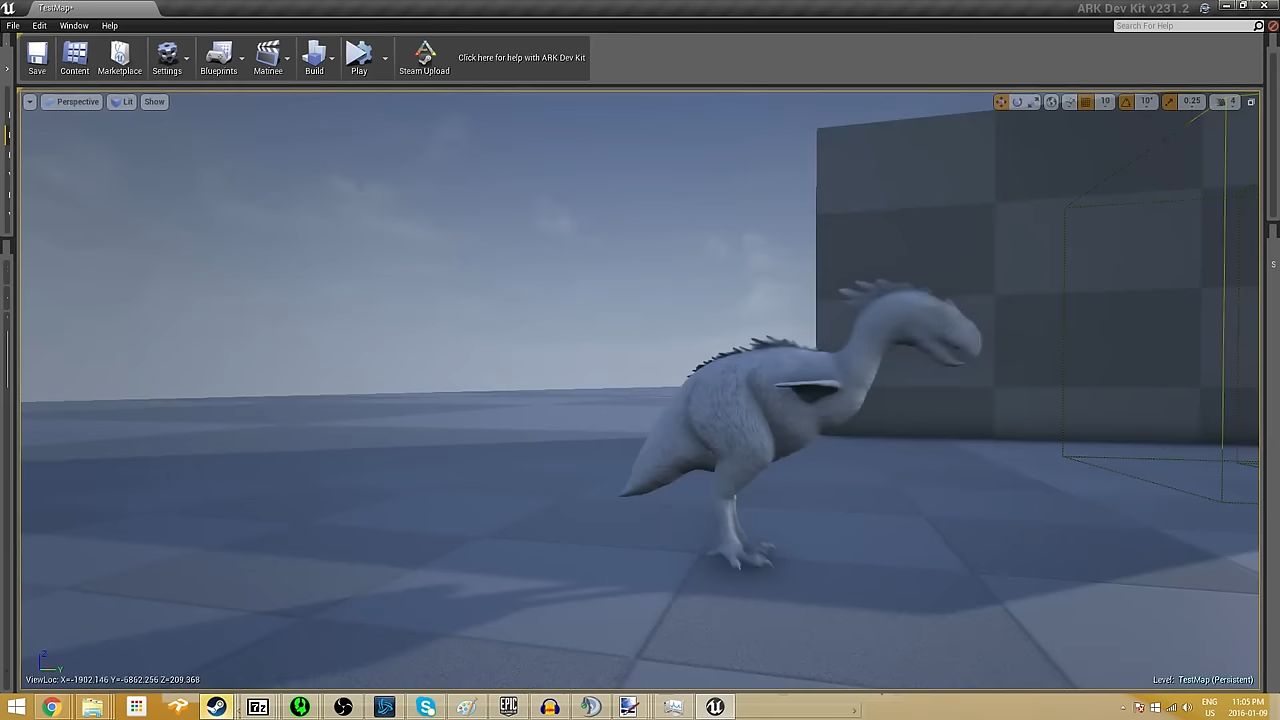 TestMap*
ARK Dev Kit v231.2
File Edit Window Help
Search For Help
Save Content Marketplace Settings Blueprints Matinee Build Play Steam Upload Click here for help with ARK Dev Kit
Perspective Lit Show
10 10° 0.25 4
S
Z
Y
ViewLoc: X=-1902.146 Y=-6862.256 Z=209.368
Level: TestMap (Persistent)
7z
EPIC
ENG 11:05 PM
US 2016-01-09